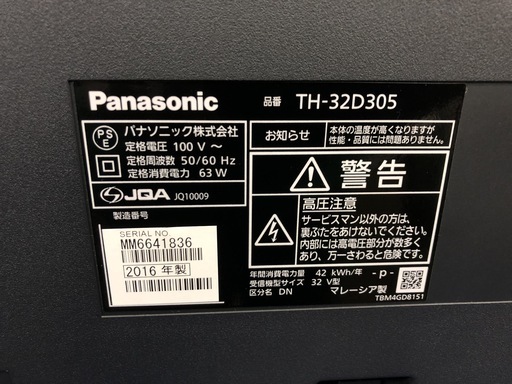 Panasonic
品番 TH-32D305
PS
E
パナソニック株式会社
定格電圧 100 V ～
定格周波数 50/60 Hz
定格消費電力 63 W
お知らせ
本体の温度が高くなりますが
性能・品質には問題ありません。
JQA JQ10009
製造番号
SERIAL NO.
MM6641836
2016 年製
警告
高圧注意
サービスマン以外の方は、
裏ぶたをあけないでください。
内部には高電圧部分が数多く
あり、万一さわると危険です。
年間消費電力量 42 kWh/年 -p-
受信機型サイズ 32 V型
区分名 DN マレーシア製
TBM4GD8151